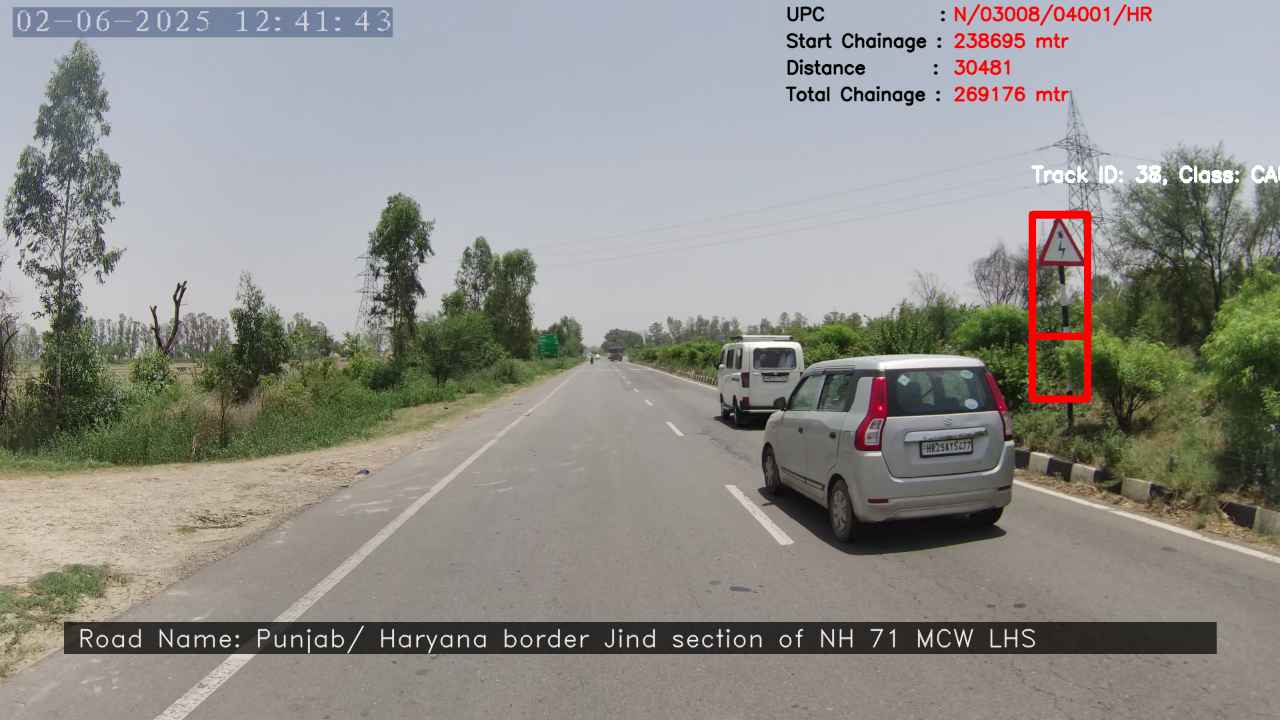 02-06-2025 12:41:43
UPC : N/03008/04001/HR
Start Chainage : 238695 mtr
Distance : 30481
Total Chainage : 269176 mtr
Track ID: 38, Class: CAU
Road Name: Punjab/ Haryana border Jind section of NH 71 MCW LHS